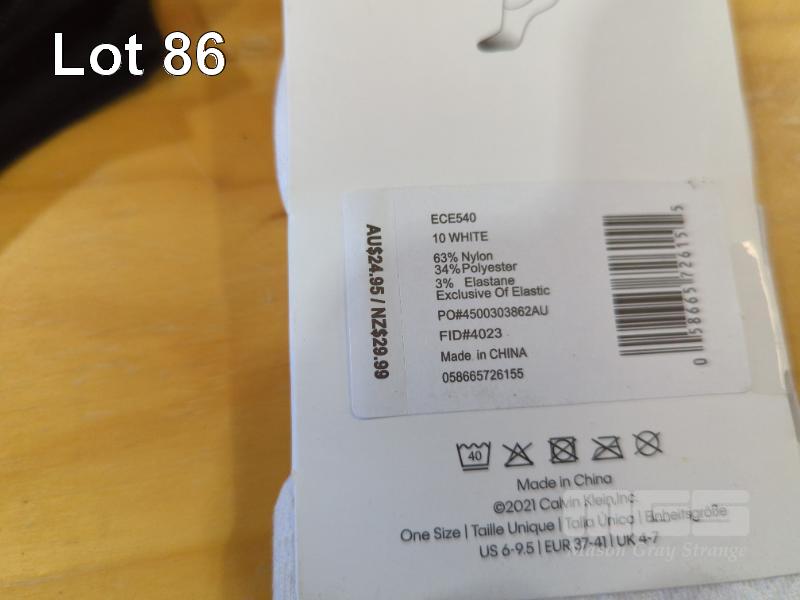 Lot 86
AU$24.95 / NZ$29.99
ECE540
10 WHITE
63% Nylon
34% Polyester
3% Elastane
Exclusive Of Elastic
PO#4500303862AU
FID#4023
Made in CHINA
058665726155
0 58665 72615 5
40
Made in China
©2021 Calvin Klein,Inc.
One Size | Taille Unique | Talla Única | Einheitsgröße
US 6-9.5 | EUR 37-41 | UK 4-7
MGS
Mason Gray Strange